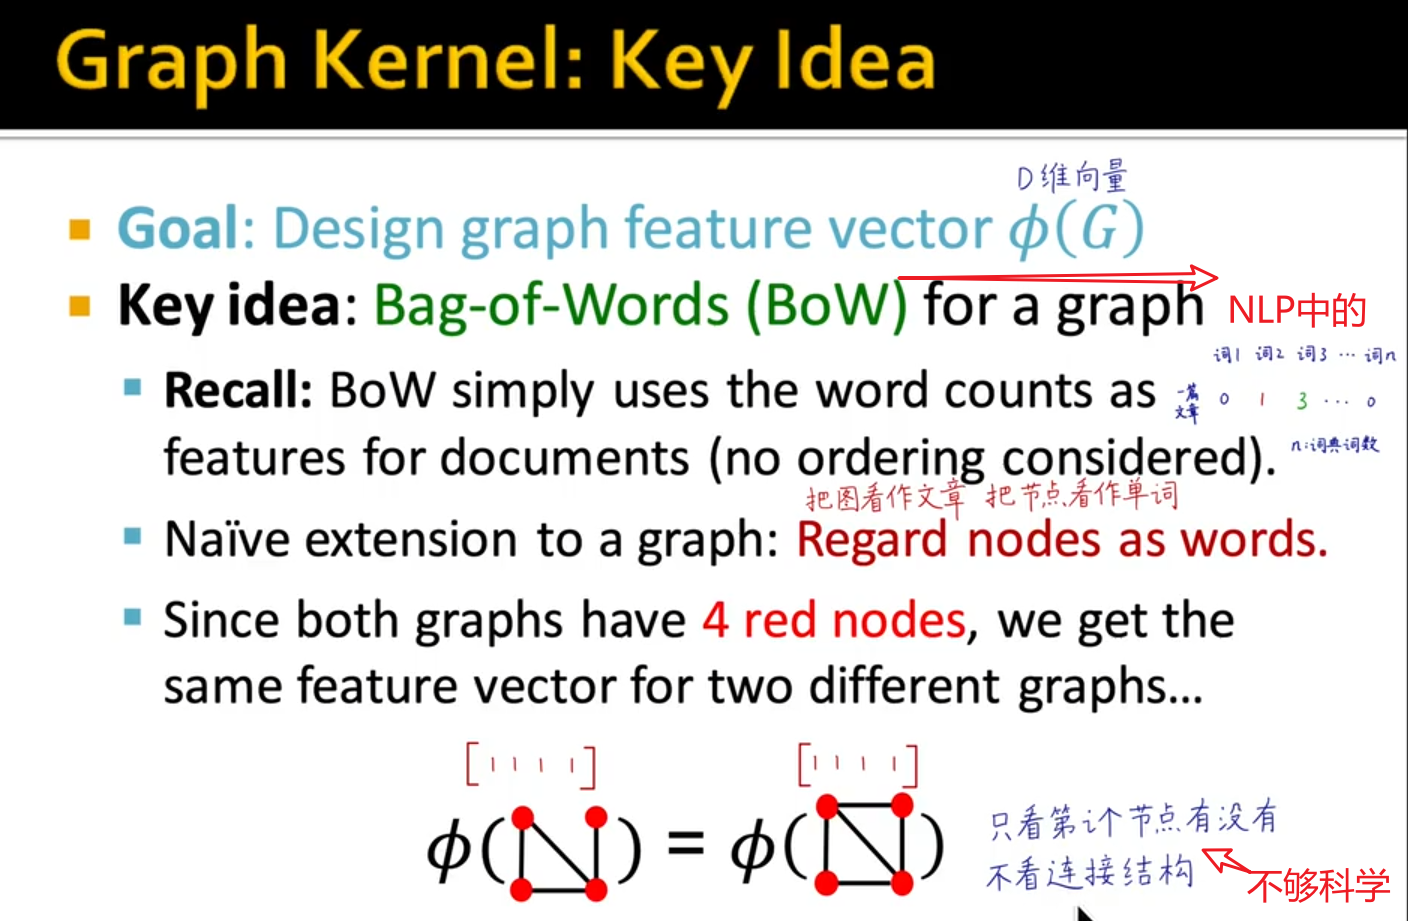 Graph Kernel: Key Idea
D维向量
Goal: Design graph feature vector ϕ(G)
Key idea: Bag-of-Words (BoW) for a graph
NLP中的
词1 词2 词3 … 词n
Recall: BoW simply uses the word counts as
一篇文章 0 1 3 … 0
features for documents (no ordering considered).
n:词典词数
把图看作文章 把节点看作单词
Naïve extension to a graph: Regard nodes as words.
Since both graphs have 4 red nodes, we get the
same feature vector for two different graphs…
[1 1 1 1] [1 1 1 1]
ϕ( ) = ϕ( )
只看第i个节点有没有
不看连接结构
不够科学